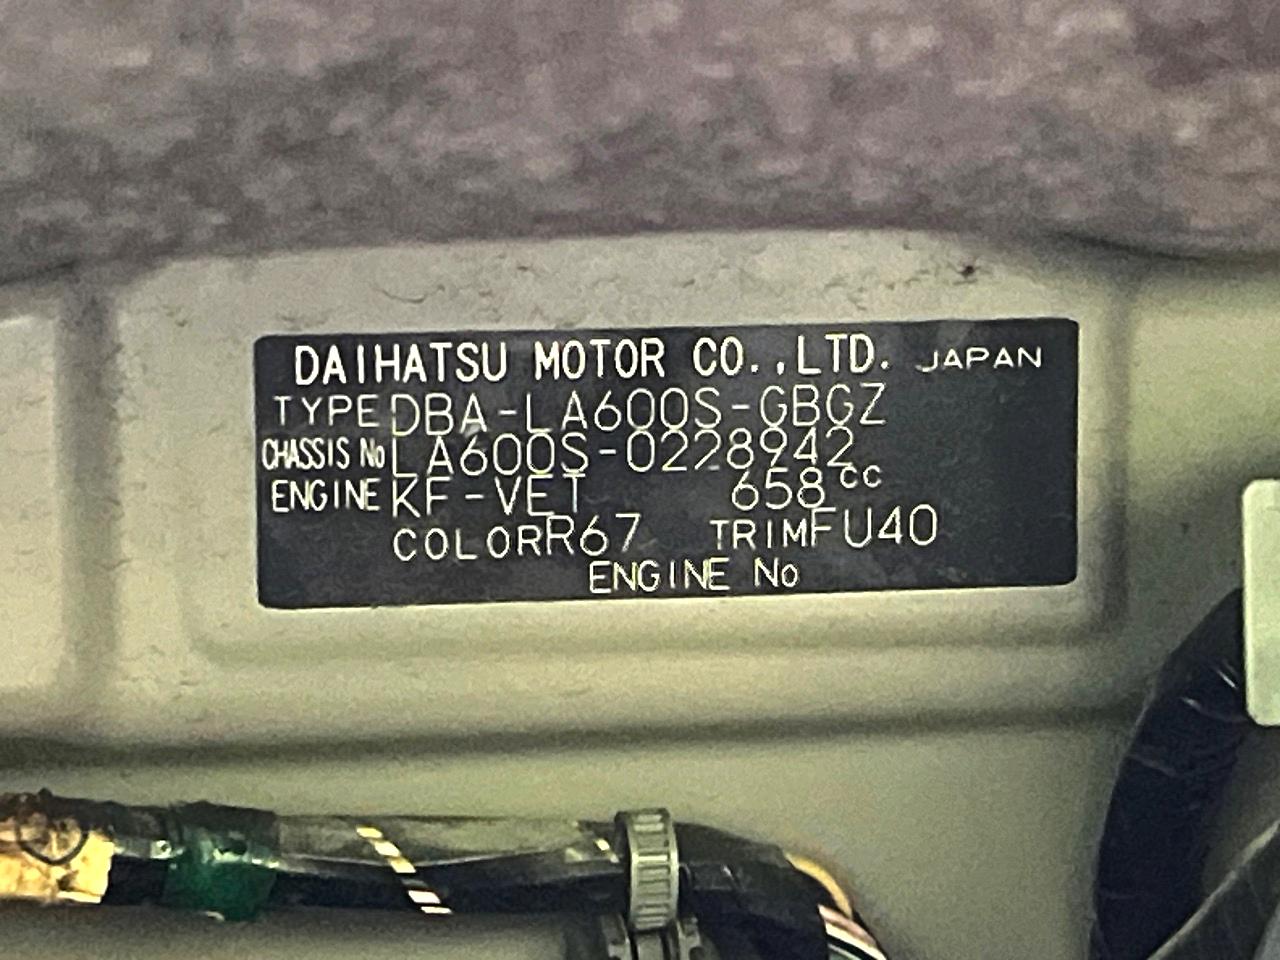 DAIHATSU MOTOR CO.,LTD. JAPAN
TYPE DBA-LA600S-GBGZ
CHASSIS No LA600S-0228942
ENGINE KF-VET 658cc
COLOR R67 TRIM FU40
ENGINE No